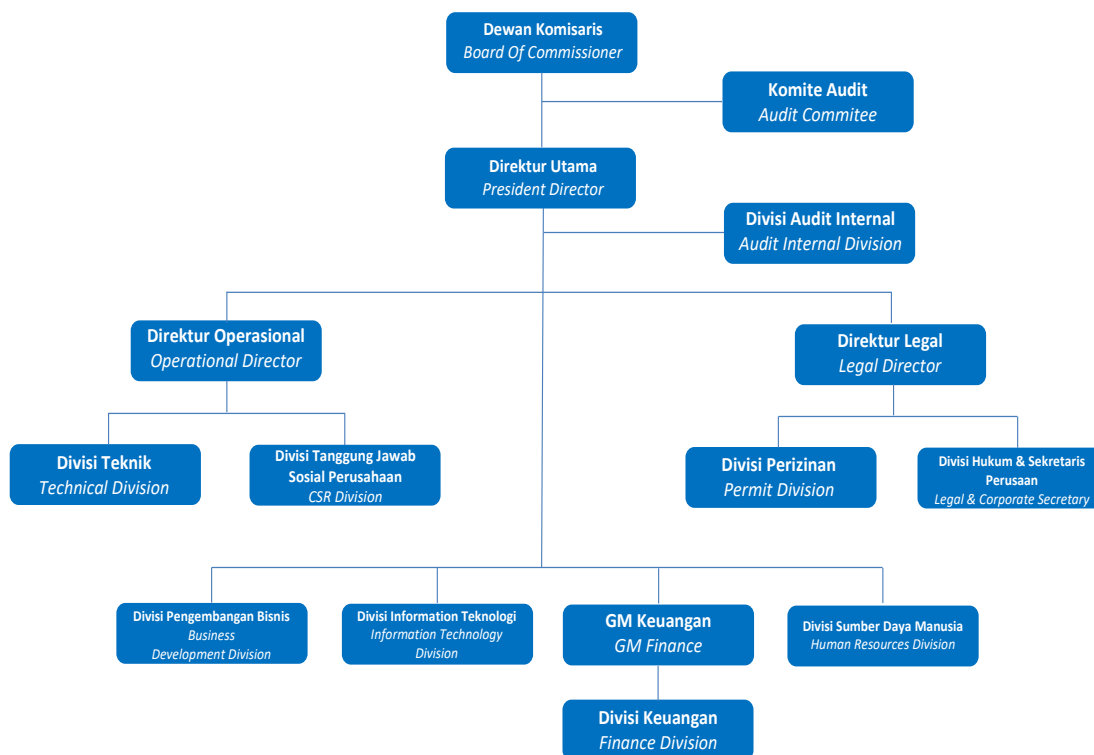 Dewan Komisaris
Board Of Commissioner
Komite Audit
Audit Commitee
Direktur Utama
President Director
Divisi Audit Internal
Audit Internal Division
Direktur Operasional
Operational Director
Direktur Legal
Legal Director
Divisi Teknik
Technical Division
Divisi Tanggung Jawab
Sosial Perusahaan
CSR Division
Divisi Perizinan
Permit Division
Divisi Hukum & Sekretaris
Perusaan
Legal & Corporate Secretary
Divisi Pengembangan Bisnis
Business
Development Division
Divisi Information Teknologi
Information Technology
Division
GM Keuangan
GM Finance
Divisi Sumber Daya Manusia
Human Resources Division
Divisi Keuangan
Finance Division